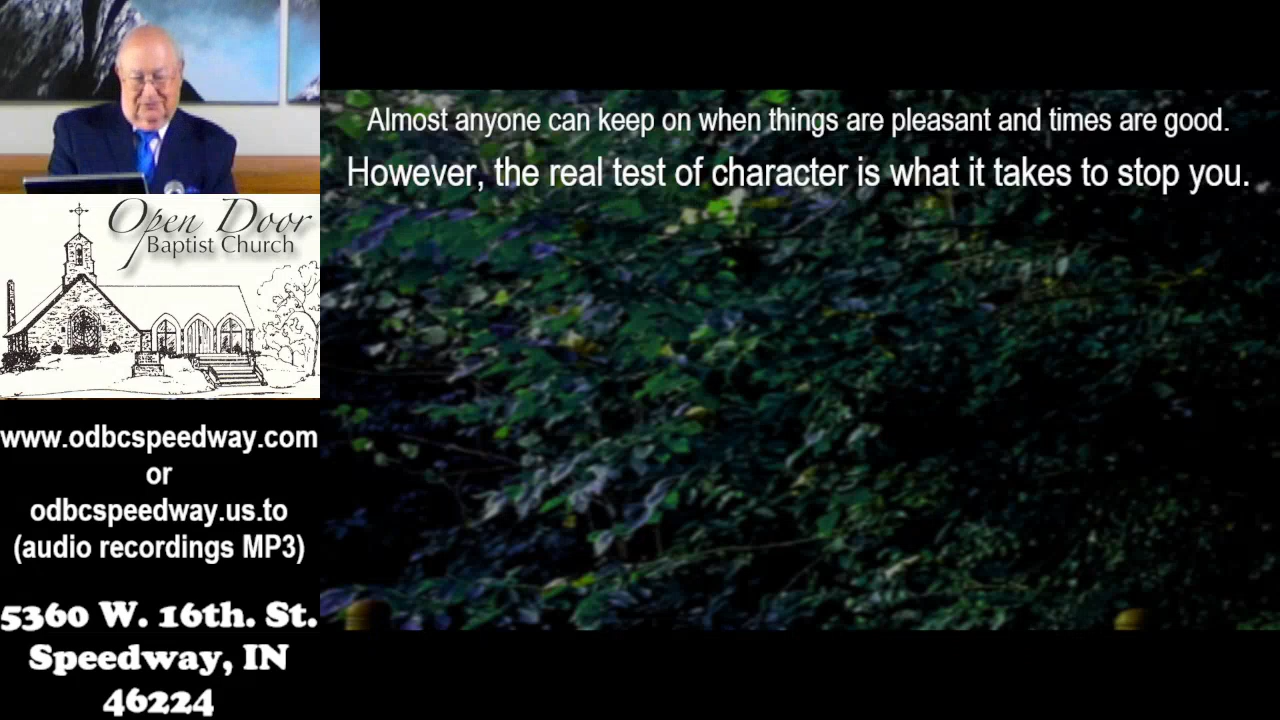 Open Door
Baptist Church
www.odbcspeedway.com
or
odbcspeedway.us.to
(audio recordings MP3)
5360 W. 16th. St.
Speedway, IN
46224
Almost anyone can keep on when things are pleasant and times are good.
However, the real test of character is what it takes to stop you.